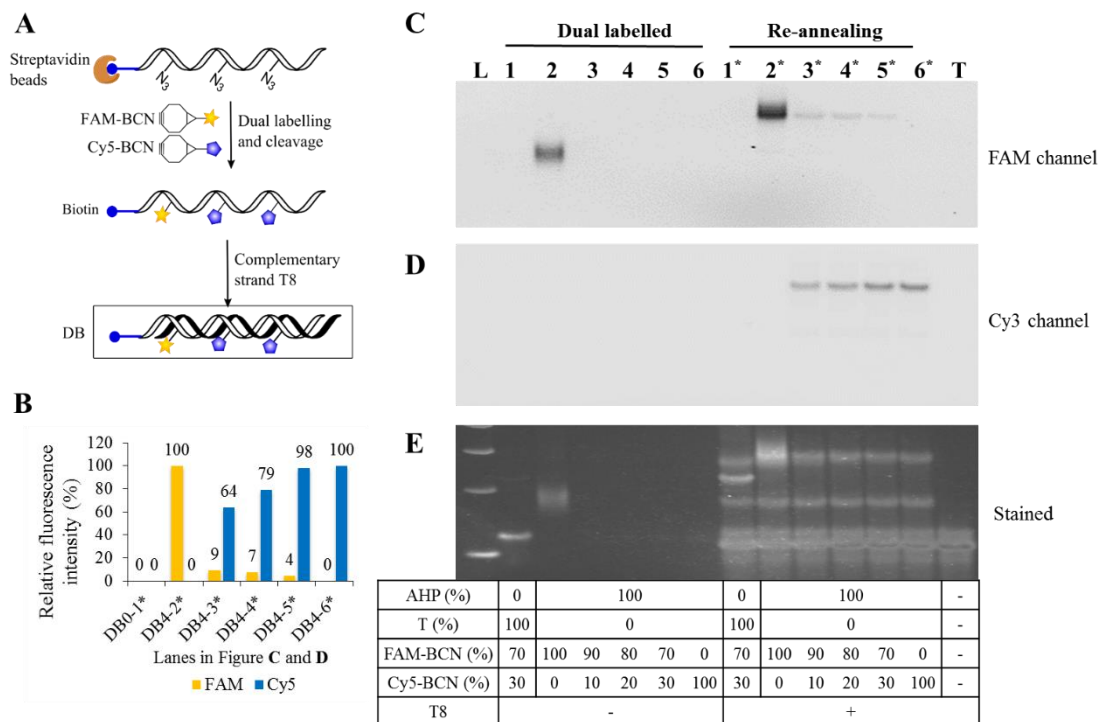 A
Streptavidin
beads
N3 N3 N3
FAM-BCN
Cy5-BCN
Dual labelling
and cleavage
Biotin
Complementary
strand T8
DB
B
Relative fluorescence
intensity (%)
120
100
80
60
40
20
0
0 0 100 0 9 64 7 79 4 98 0 100
DB0-1* DB4-2* DB4-3* DB4-4* DB4-5* DB4-6*
Lanes in Figure C and D
FAM Cy5
C
Dual labelled Re-annealing
L 1 2 3 4 5 6 1* 2* 3* 4* 5* 6* T
FAM channel
D
Cy3 channel
E
Stained
AHP (%) 0 100 0 100 -
T (%) 100 0 100 0 -
FAM-BCN (%) 70 100 90 80 70 0 70 100 90 80 70 0 -
Cy5-BCN (%) 30 0 10 20 30 100 30 0 10 20 30 100 -
T8 - +